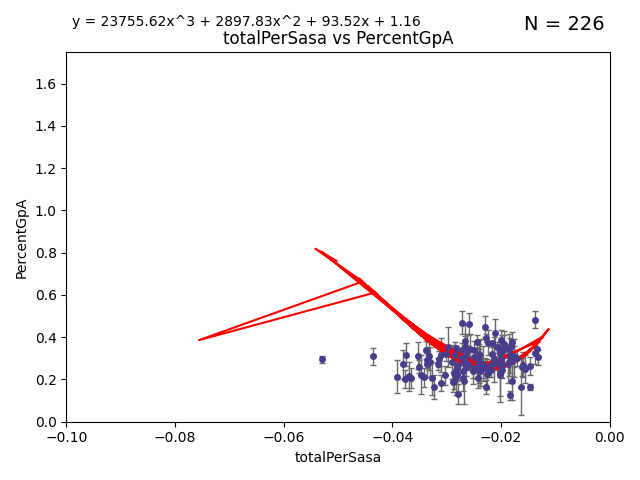 y = 23755.62x^3 + 2897.83x^2 + 93.52x + 1.16
N = 226
totalPerSasa vs PercentGpA
PercentGpA
1.6
1.4
1.2
1.0
0.8
0.6
0.4
0.2
0.0
−0.10 −0.08 −0.06 −0.04 −0.02 0.00
totalPerSasa